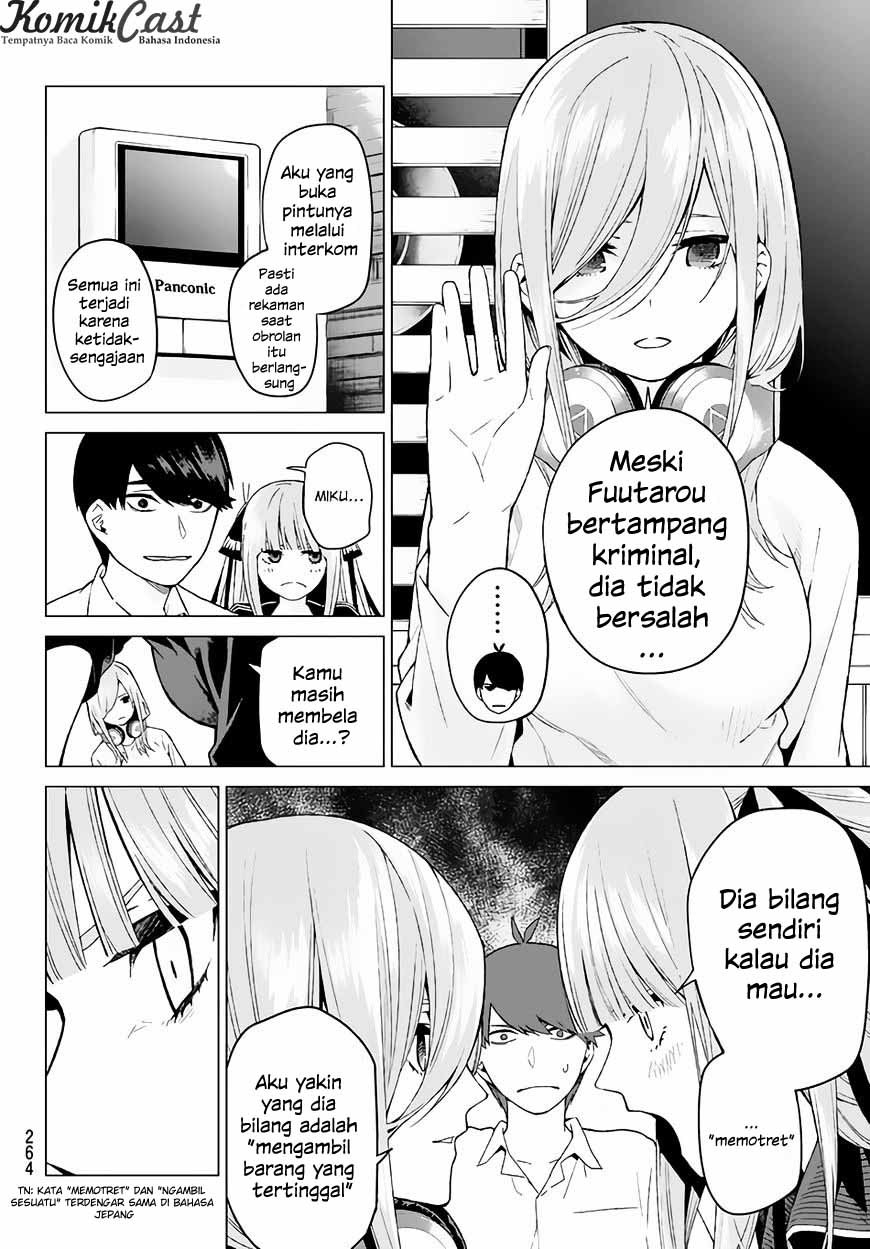 KomikCast
Tempatnya Baca Komik Bahasa Indonesia
Meski
Fuutarou
bertampang
kriminal,
dia tidak
bersalah
...
........
Aku yang
buka
pintunya
melalui
interkom
Pasti
ada
rekaman
saat
obrolan
itu
berlang-
sung
Panconic
Semua ini
terjadi
karena
ketidak-
sengajaan
MIKU...
Kamu
masih
membela
dia...?
Dia bilang
sendiri
kalau dia
mau...
...
"memotret"
Aku yakin
yang dia
bilang adalah
"mengambil
barang yang
tertinggal"
264
TN: KATA "MEMOTRET" DAN "NGAMBIL
SESUATU" TERDENGAR SAMA DI BAHASA
JEPANG